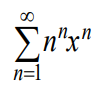 ∞
∑ nⁿxⁿ
n=1